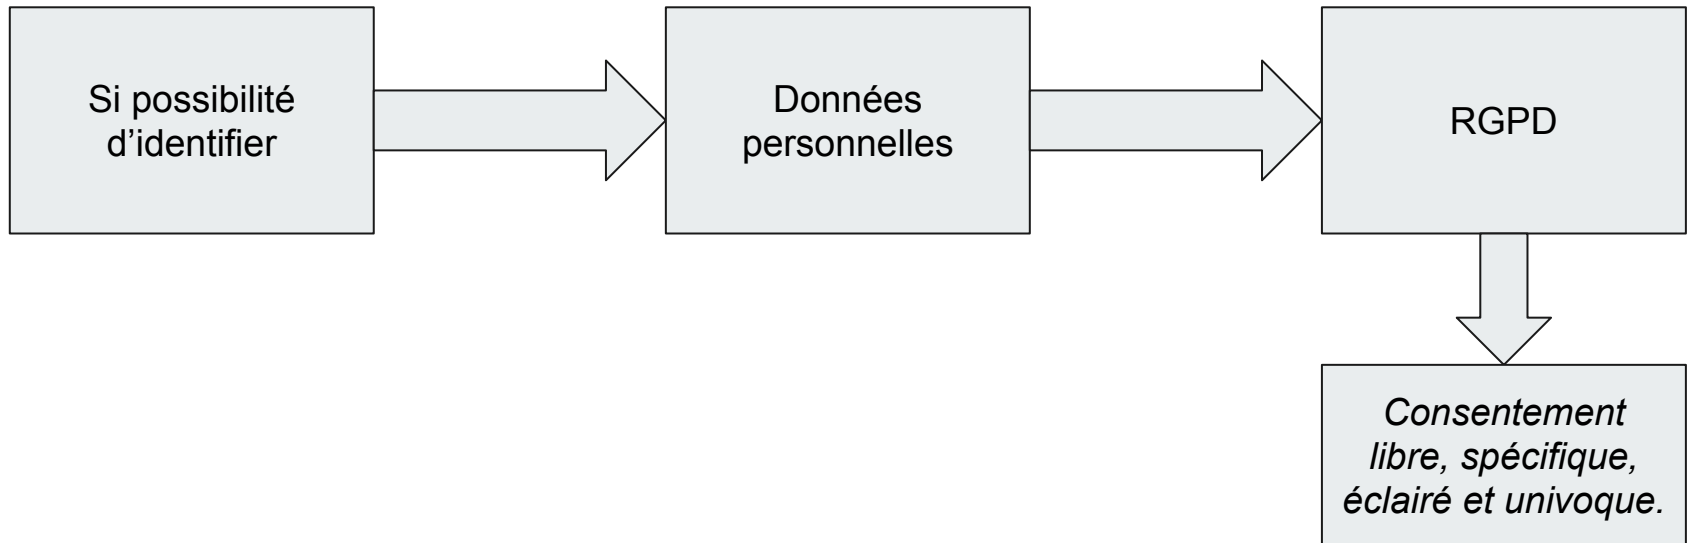 Si possibilité
d’identifier
Données
personnelles
RGPD
Consentement
libre, spécifique,
éclairé et univoque.